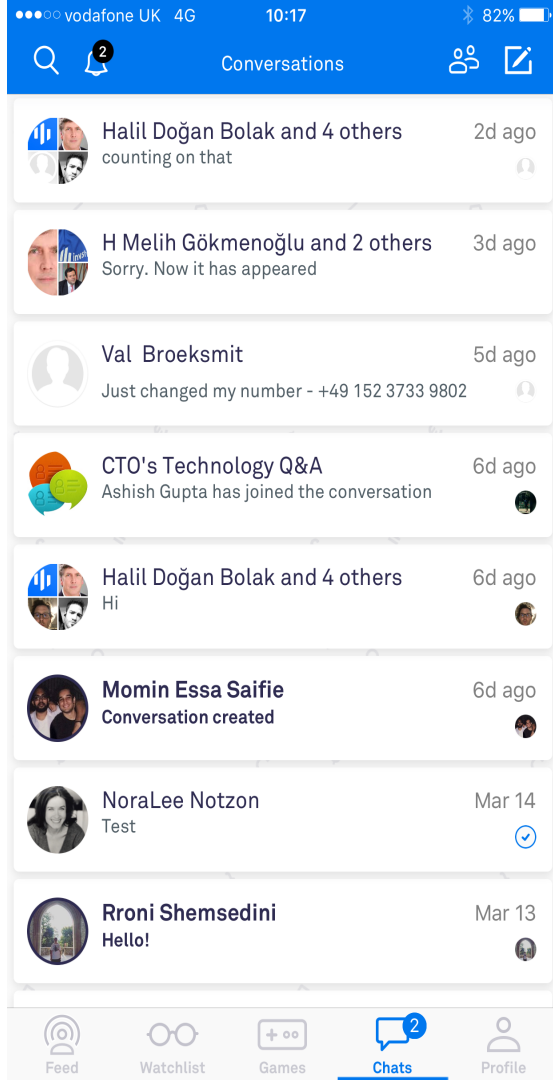 vodafone UK 4G 10:17 82%
2
Conversations
Halil Doğan Bolak and 4 others 2d ago
counting on that
H Melih Gökmenoğlu and 2 others 3d ago
Sorry. Now it has appeared
Val Broeksmit 5d ago
Just changed my number - +49 152 3733 9802
CTO's Technology Q&A 6d ago
Ashish Gupta has joined the conversation
Halil Doğan Bolak and 4 others 6d ago
Hi
Momin Essa Saifie 6d ago
Conversation created
NoraLee Notzon Mar 14
Test
Rroni Shemsedini Mar 13
Hello!
2
Feed Watchlist Games Chats Profile